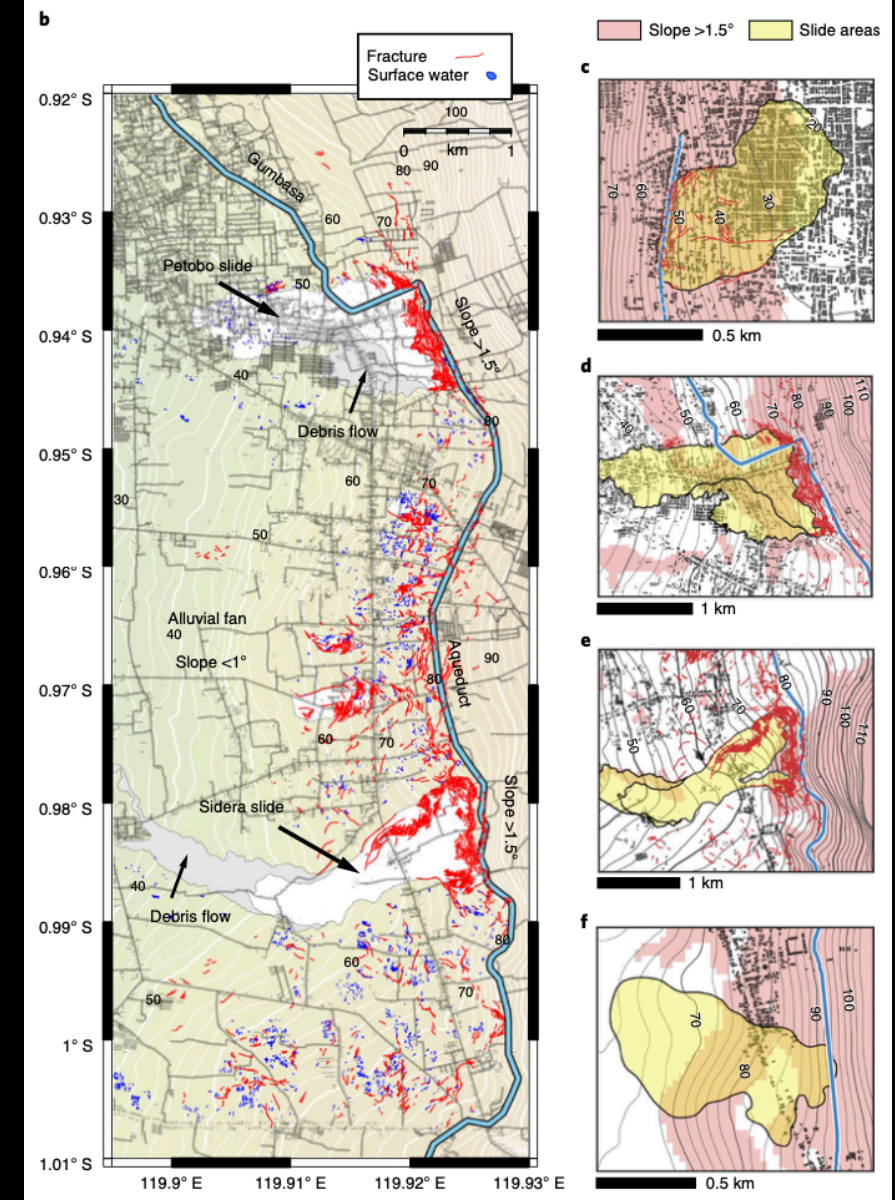 b
Fracture
Surface water
0.92° S
0.93° S
0.94° S
0.95° S
0.96° S
0.97° S
0.98° S
0.99° S
1° S
1.01° S
119.9° E
119.91° E
119.92° E
119.93° E
100
0 km 1
80 90
Gumbasa
60
70
Petobo slide
50
Slope >1.5°
40
Debris flow
80
60
70
30
50
Alluvial fan
40
Slope <1°
Aqueduct
90
80
60
70
Sidera slide
Slope >1.5°
40
Debris flow
80
60
70
50
Slope >1.5°
Slide areas
c
20
70
60
50
40
30
0.5 km
d
40
50
60
70
80
90
100
110
1 km
e
50
60
70
80
90
100
110
1 km
f
70
80
90
100
0.5 km